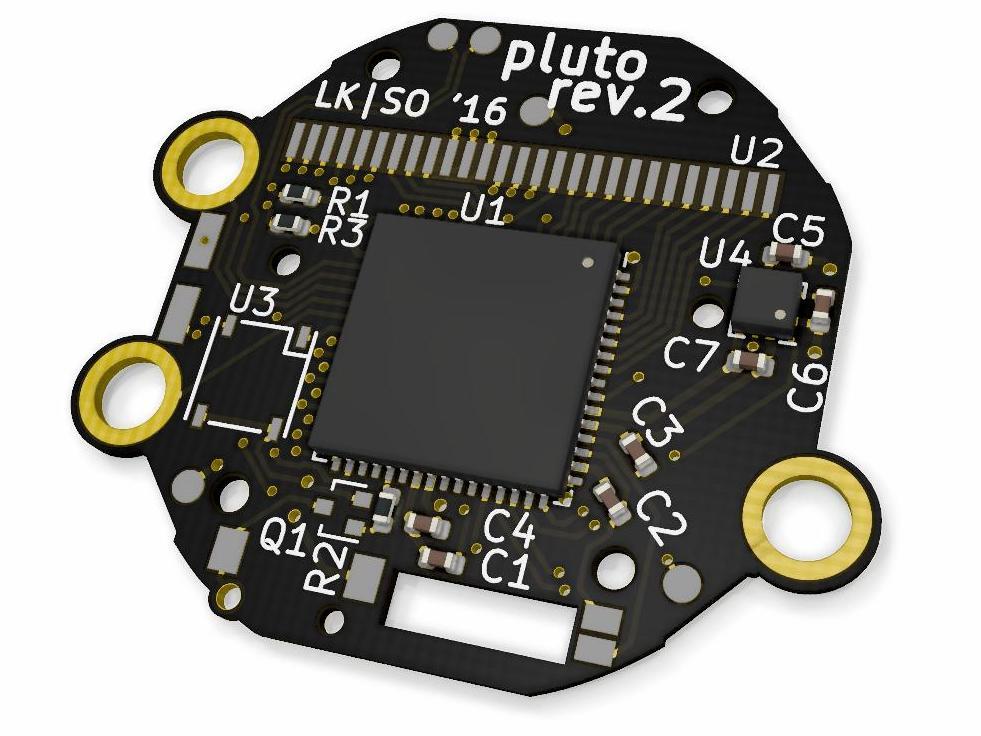 pluto
rev.2
LK|SO '16
U2
R1
U1
R3
C5
U4
U3
C7
C6
C3
C2
Q1
C4
R2
C1